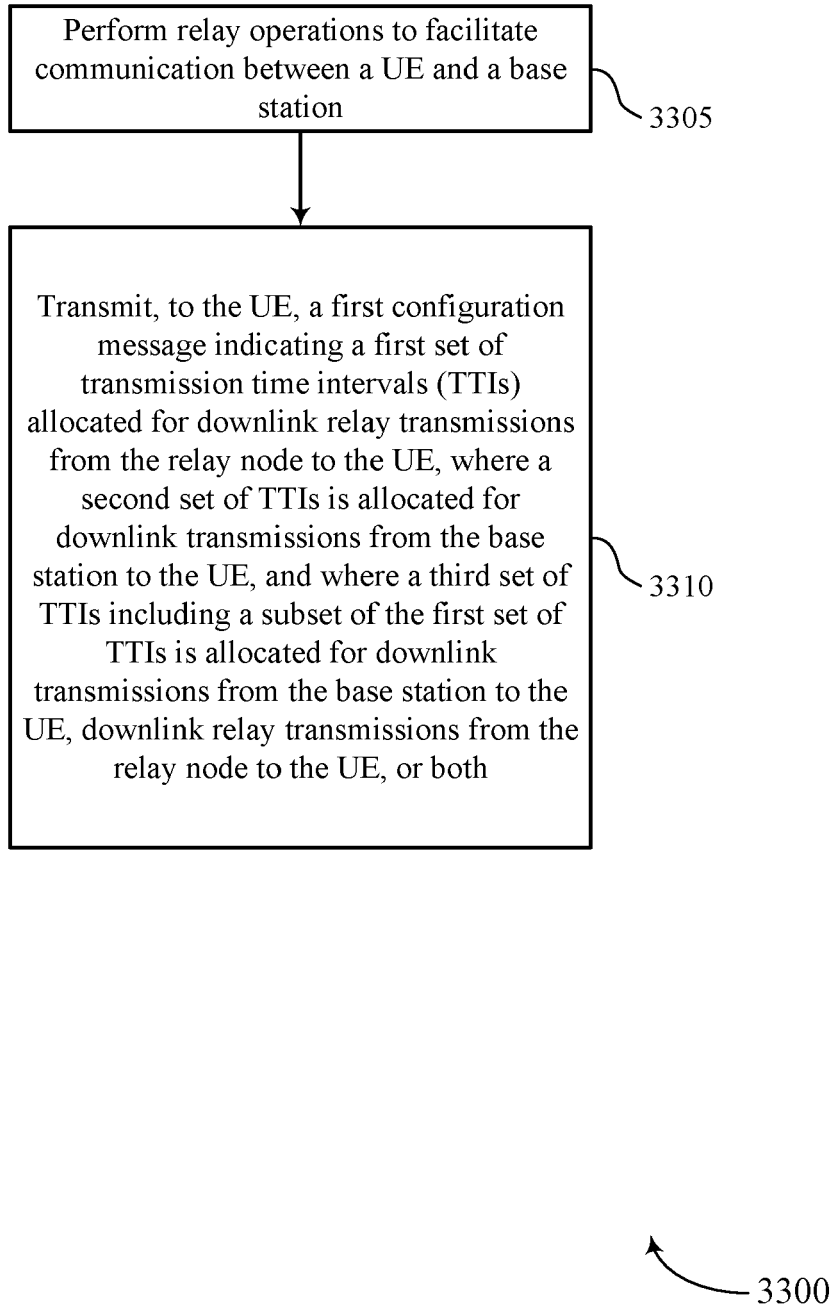 Perform relay operations to facilitate
communication between a UE and a base
station
3305
Transmit, to the UE, a first configuration
message indicating a first set of
transmission time intervals (TTIs)
allocated for downlink relay transmissions
from the relay node to the UE, where a
second set of TTIs is allocated for
downlink transmissions from the base
station to the UE, and where a third set of
TTIs including a subset of the first set of
TTIs is allocated for downlink
transmissions from the base station to the
UE, downlink relay transmissions from the
relay node to the UE, or both
3310
3300